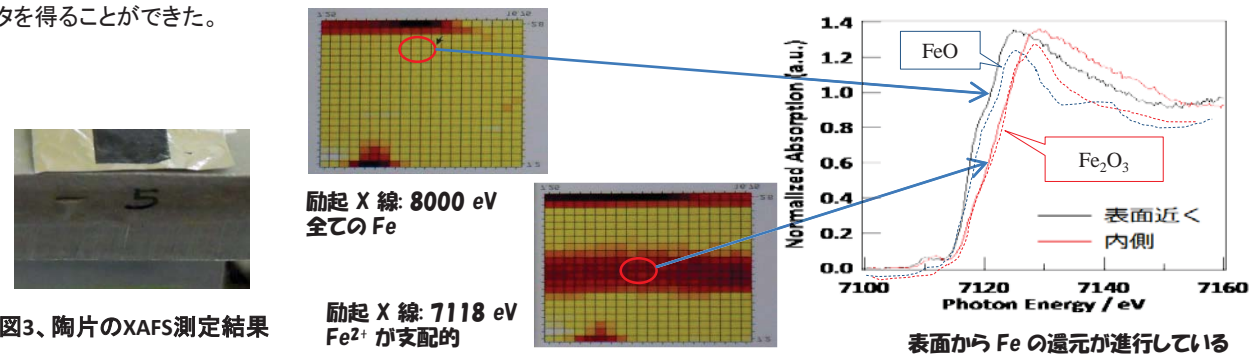 タを得ることができた。
- 5
図3、陶片のXAFS測定結果
励起 X 線: 8000 eV
全ての Fe
励起 X 線: 7118 eV
Fe²⁺ が支配的
Normalized Absorption (a.u.)
1.4
1.2
1.0
0.8
0.6
0.4
0.2
0.0
7100
7120
7140
7160
Photon Energy / eV
FeO
Fe₂O₃
表面近く
内側
表面から Fe の還元が進行している